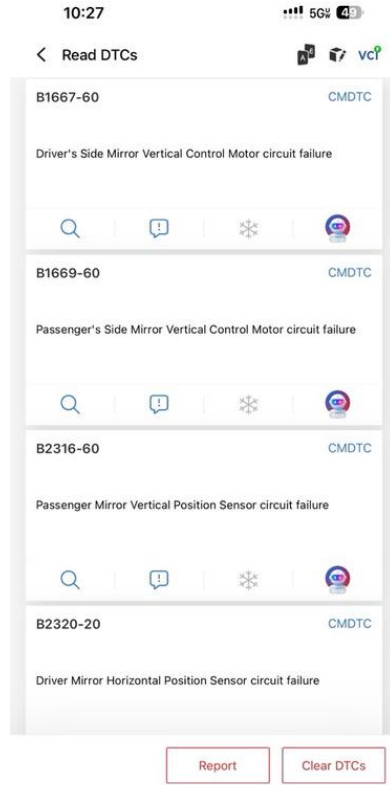 10:27
5G 49
Read DTCs
VCI
B1667-60 CMDTC
Driver's Side Mirror Vertical Control Motor circuit failure
B1669-60 CMDTC
Passenger's Side Mirror Vertical Control Motor circuit failure
B2316-60 CMDTC
Passenger Mirror Vertical Position Sensor circuit failure
B2320-20 CMDTC
Driver Mirror Horizontal Position Sensor circuit failure
Report Clear DTCs